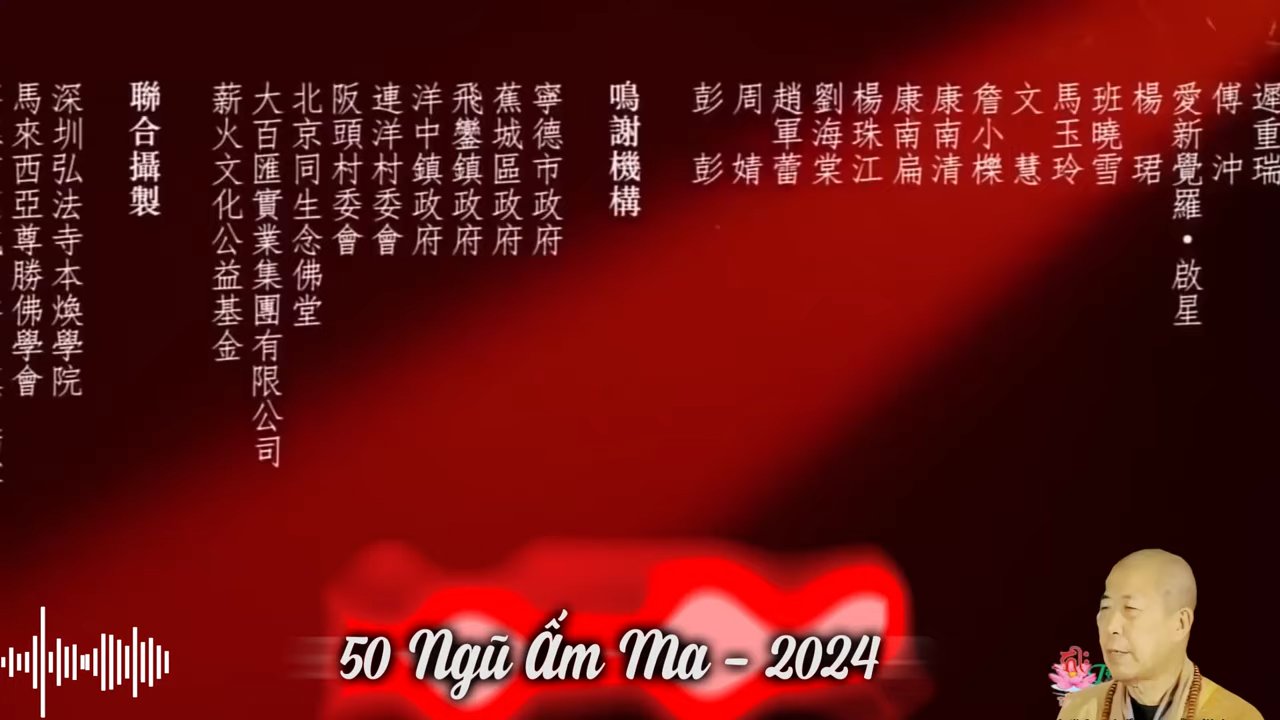 遲重瑞
傅沖
愛新覺羅•啟星
楊珺
班曉雪
馬玉玲
文慧
詹小櫟
康南清
康南扁
楊珠江
劉海棠
趙軍蕾
周婧
彭彭
鳴謝機構
寧德市政府
蕉城區政府
飛鸞鎮政府
洋中鎮政府
連洋村委會
阪頭村委會
北京同生念佛堂
大百匯實業集團有限公司
薪火文化公益基金
聯合攝製
深圳弘法寺本煥學院
馬來西亞尊勝佛學會
50 Ngũ Ấm Ma - 2024